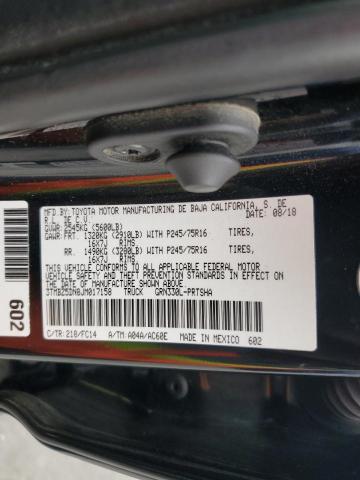 MFD.BY: TOYOTA MOTOR MANUFACTURING DE BAJA CALIFORNIA, S. DE
R.L. DE C.V. DATE: 08/18
GVWR: 2545KG (5600LB)
GAWR: FRT. 1320KG (2910LB) WITH P245/75R16 TIRES,
16X7J RIMS,
RR. 1490KG (3280LB) WITH P245/75R16 TIRES,
16X7J RIMS,
THIS VEHICLE CONFORMS TO ALL APPLICABLE FEDERAL MOTOR
VEHICLE SAFETY AND THEFT PREVENTION STANDARDS IN EFFECT ON
THE DATE OF MANUFACTURE SHOWN ABOVE.
3TMBZ5DN8JM017158 TRUCK GRN330L-PRTSHA
C/TR: 218/FC14 A/TM: A04A/AC60E MADE IN MEXICO 602
602